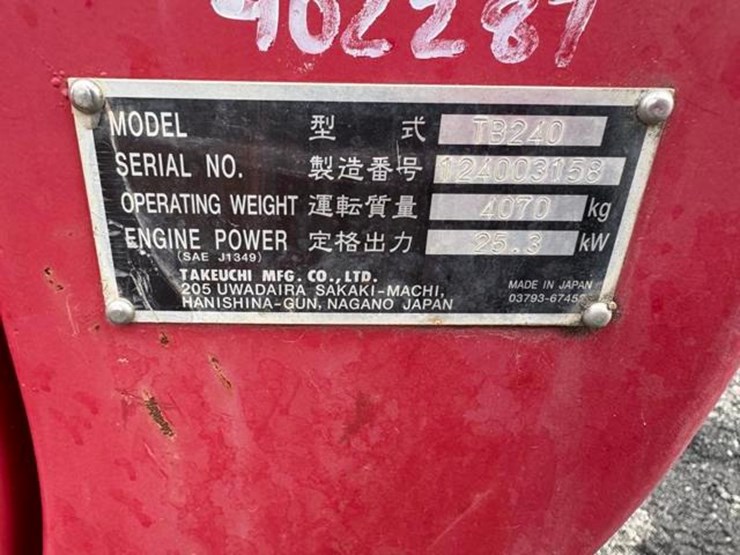 402287
MODEL 型 式 TB240
SERIAL NO. 製造番号 124003158
OPERATING WEIGHT 運転質量 4070 kg
ENGINE POWER 定格出力 25.3 kW
(SAE J1349)
TAKEUCHI MFG. CO., LTD.
205 UWADAIRA SAKAKI-MACHI,
HANISHINA-GUN, NAGANO JAPAN
MADE IN JAPAN